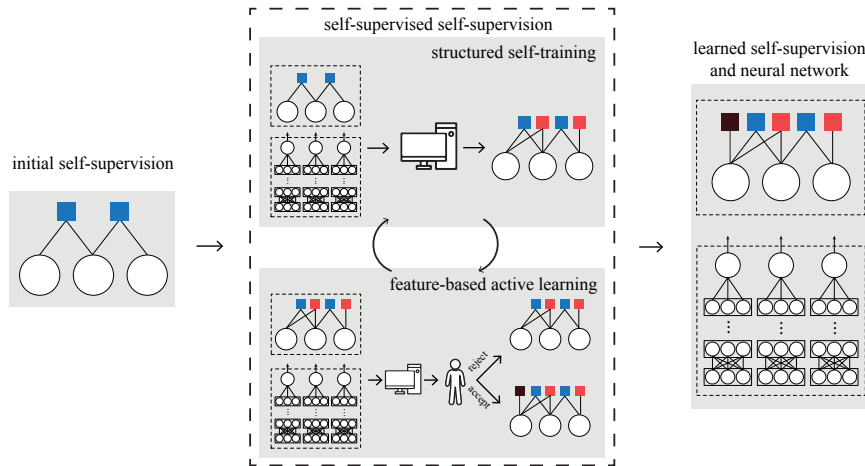 self-supervised self-supervision
structured self-training
learned self-supervision
and neural network
initial self-supervision
feature-based active learning
reject
accept